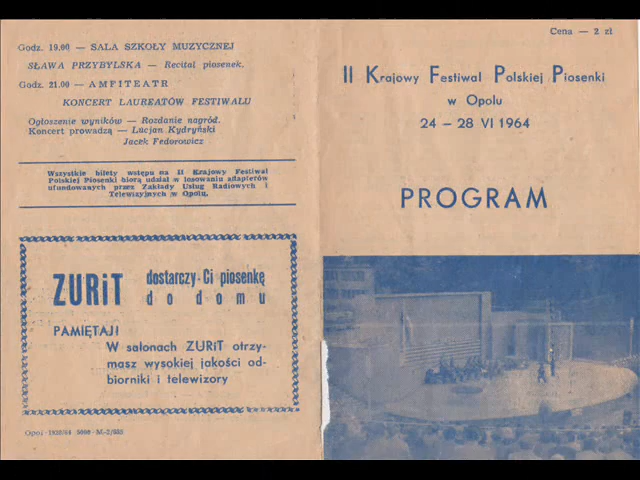 Godz. 19.00 — SALA SZKOŁY MUZYCZNEJ
SŁAWA PRZYBYLSKA — Recital piosenek.
Godz. 21.00 — AMFITEATR
KONCERT LAUREATÓW FESTIWALU
Ogłoszenie wyników — Rozdanie nagród.
Koncert prowadzą — Lucjan Kydryński
Jacek Fedorowicz
Wszystkie bilety wstępu na II Krajowy Festiwal
Polskiej Piosenki biorą udział w losowaniu adapterów
ufundowanych przez Zakłady Usług Radiowych i
Telewizyjnych w Opolu.
ZURiT dostarczy Ci piosenkę
do domu
PAMIĘTAJ!
W salonach ZURiT otrzy-
masz wysokiej jakości od-
biorniki i telewizory
Cena — 2 zł
II Krajowy Festiwal Polskiej Piosenki
w Opolu
24 — 28 VI 1964
PROGRAM